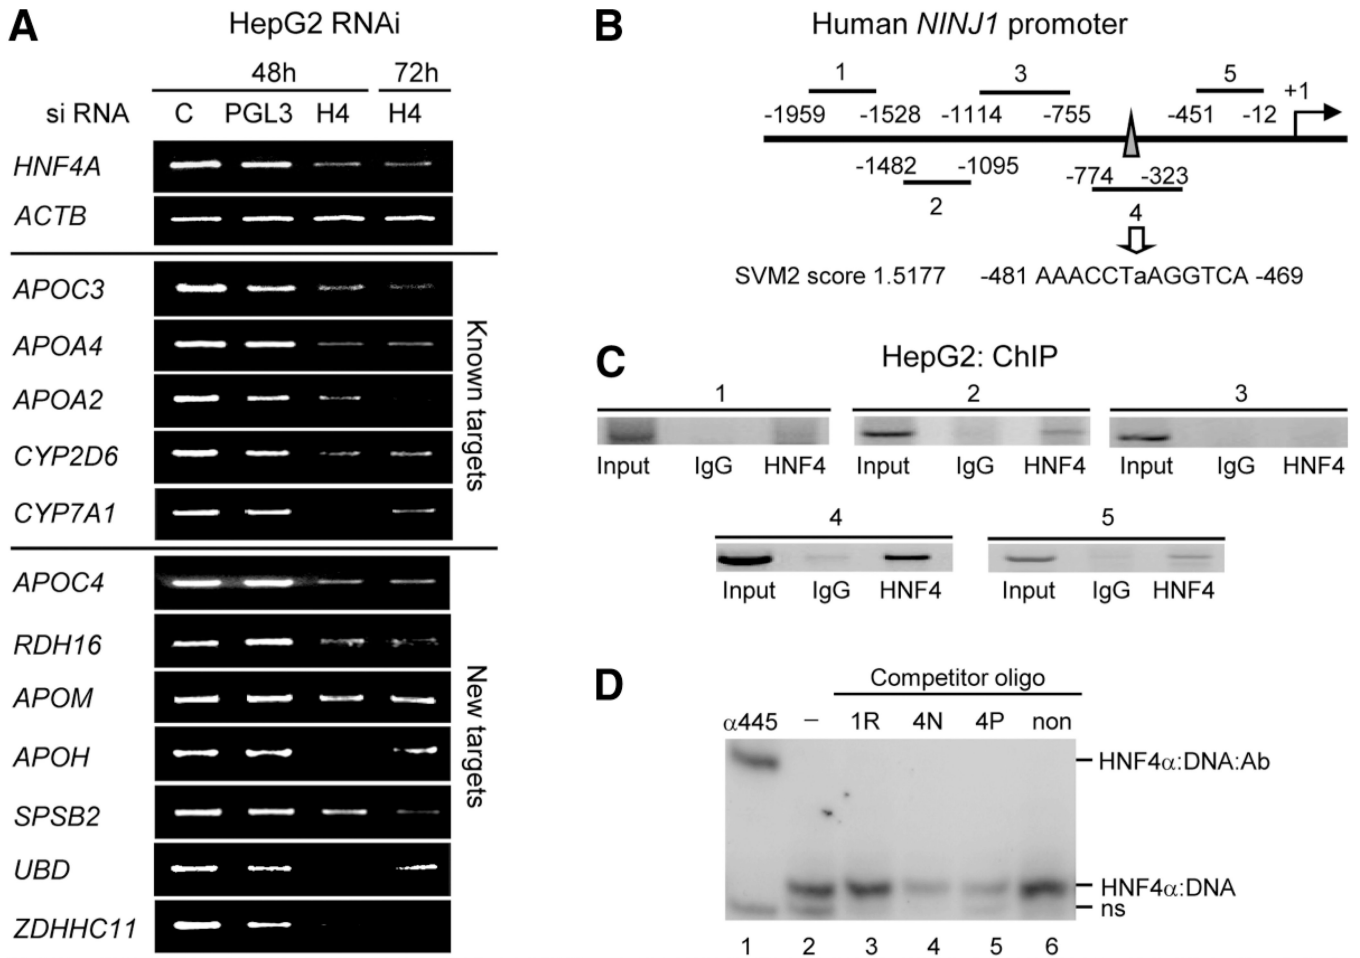 A
HepG2 RNAi
48h 72h
si RNA C PGL3 H4 H4
HNF4A
ACTB
APOC3
APOA4
APOA2
CYP2D6
CYP7A1
Known targets
APOC4
RDH16
APOM
APOH
SPSB2
UBD
ZDHHC11
New targets
B
Human NINJ1 promoter
1 3 5
-1959 -1528 -1114 -755 -451 -12 +1
-1482 -1095 -774 -323
2 4
SVM2 score 1.5177 -481 AAACCTaAGGTCA -469
C
HepG2: ChIP
1 2 3
Input IgG HNF4 Input IgG HNF4 Input IgG HNF4
4 5
Input IgG HNF4 Input IgG HNF4
D
Competitor oligo
α445 – 1R 4N 4P non
HNF4α:DNA:Ab
HNF4α:DNA
ns
1 2 3 4 5 6